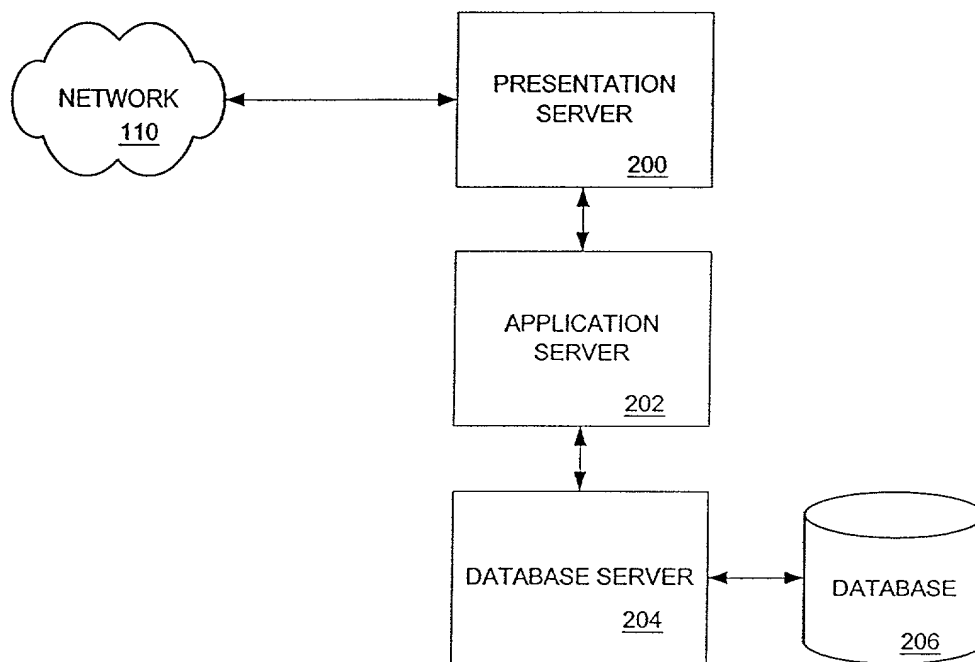 NETWORK
110
PRESENTATION
SERVER
200
APPLICATION
SERVER
202
DATABASE SERVER
204
DATABASE
206